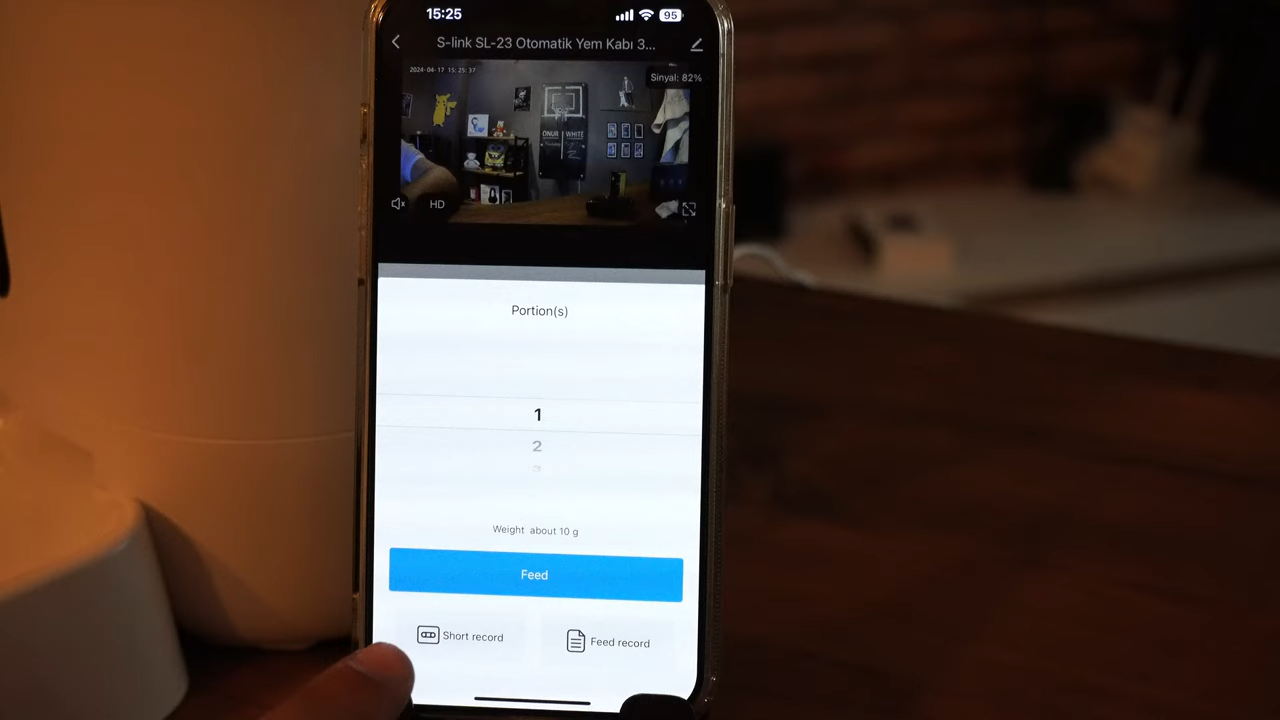 15:25
95
S-link SL-23 Otomatik Yem Kabı 3...
2024-04-17 15:25:37
Sinyal: 82%
ONUR WHITE
HD
Portion(s)
1
2
3
Weight about 10 g
Feed
Short record
Feed record